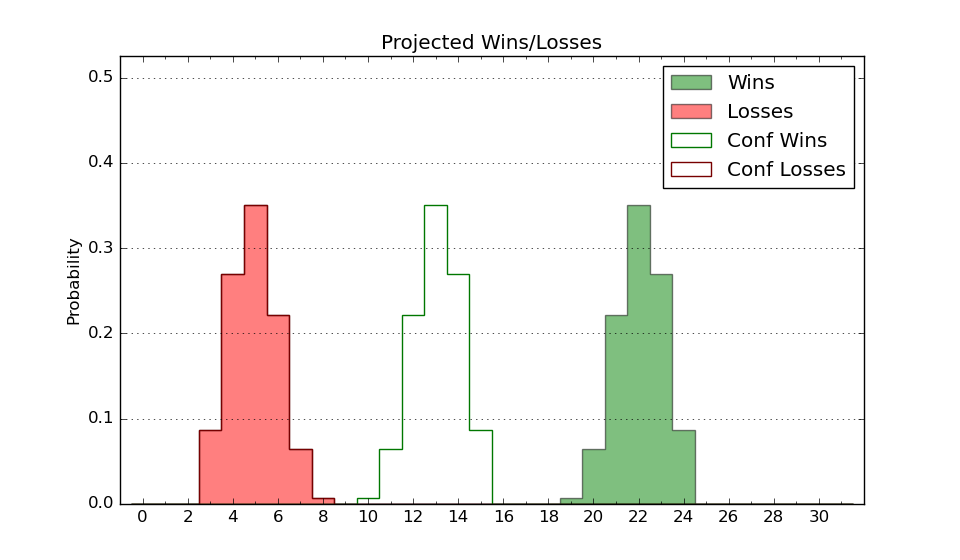 Projected Wins/Losses
Wins
Losses
Conf Wins
Conf Losses
Probability
0.5
0.4
0.3
0.2
0.1
0.0
0 2 4 6 8 10 12 14 16 18 20 22 24 26 28 30